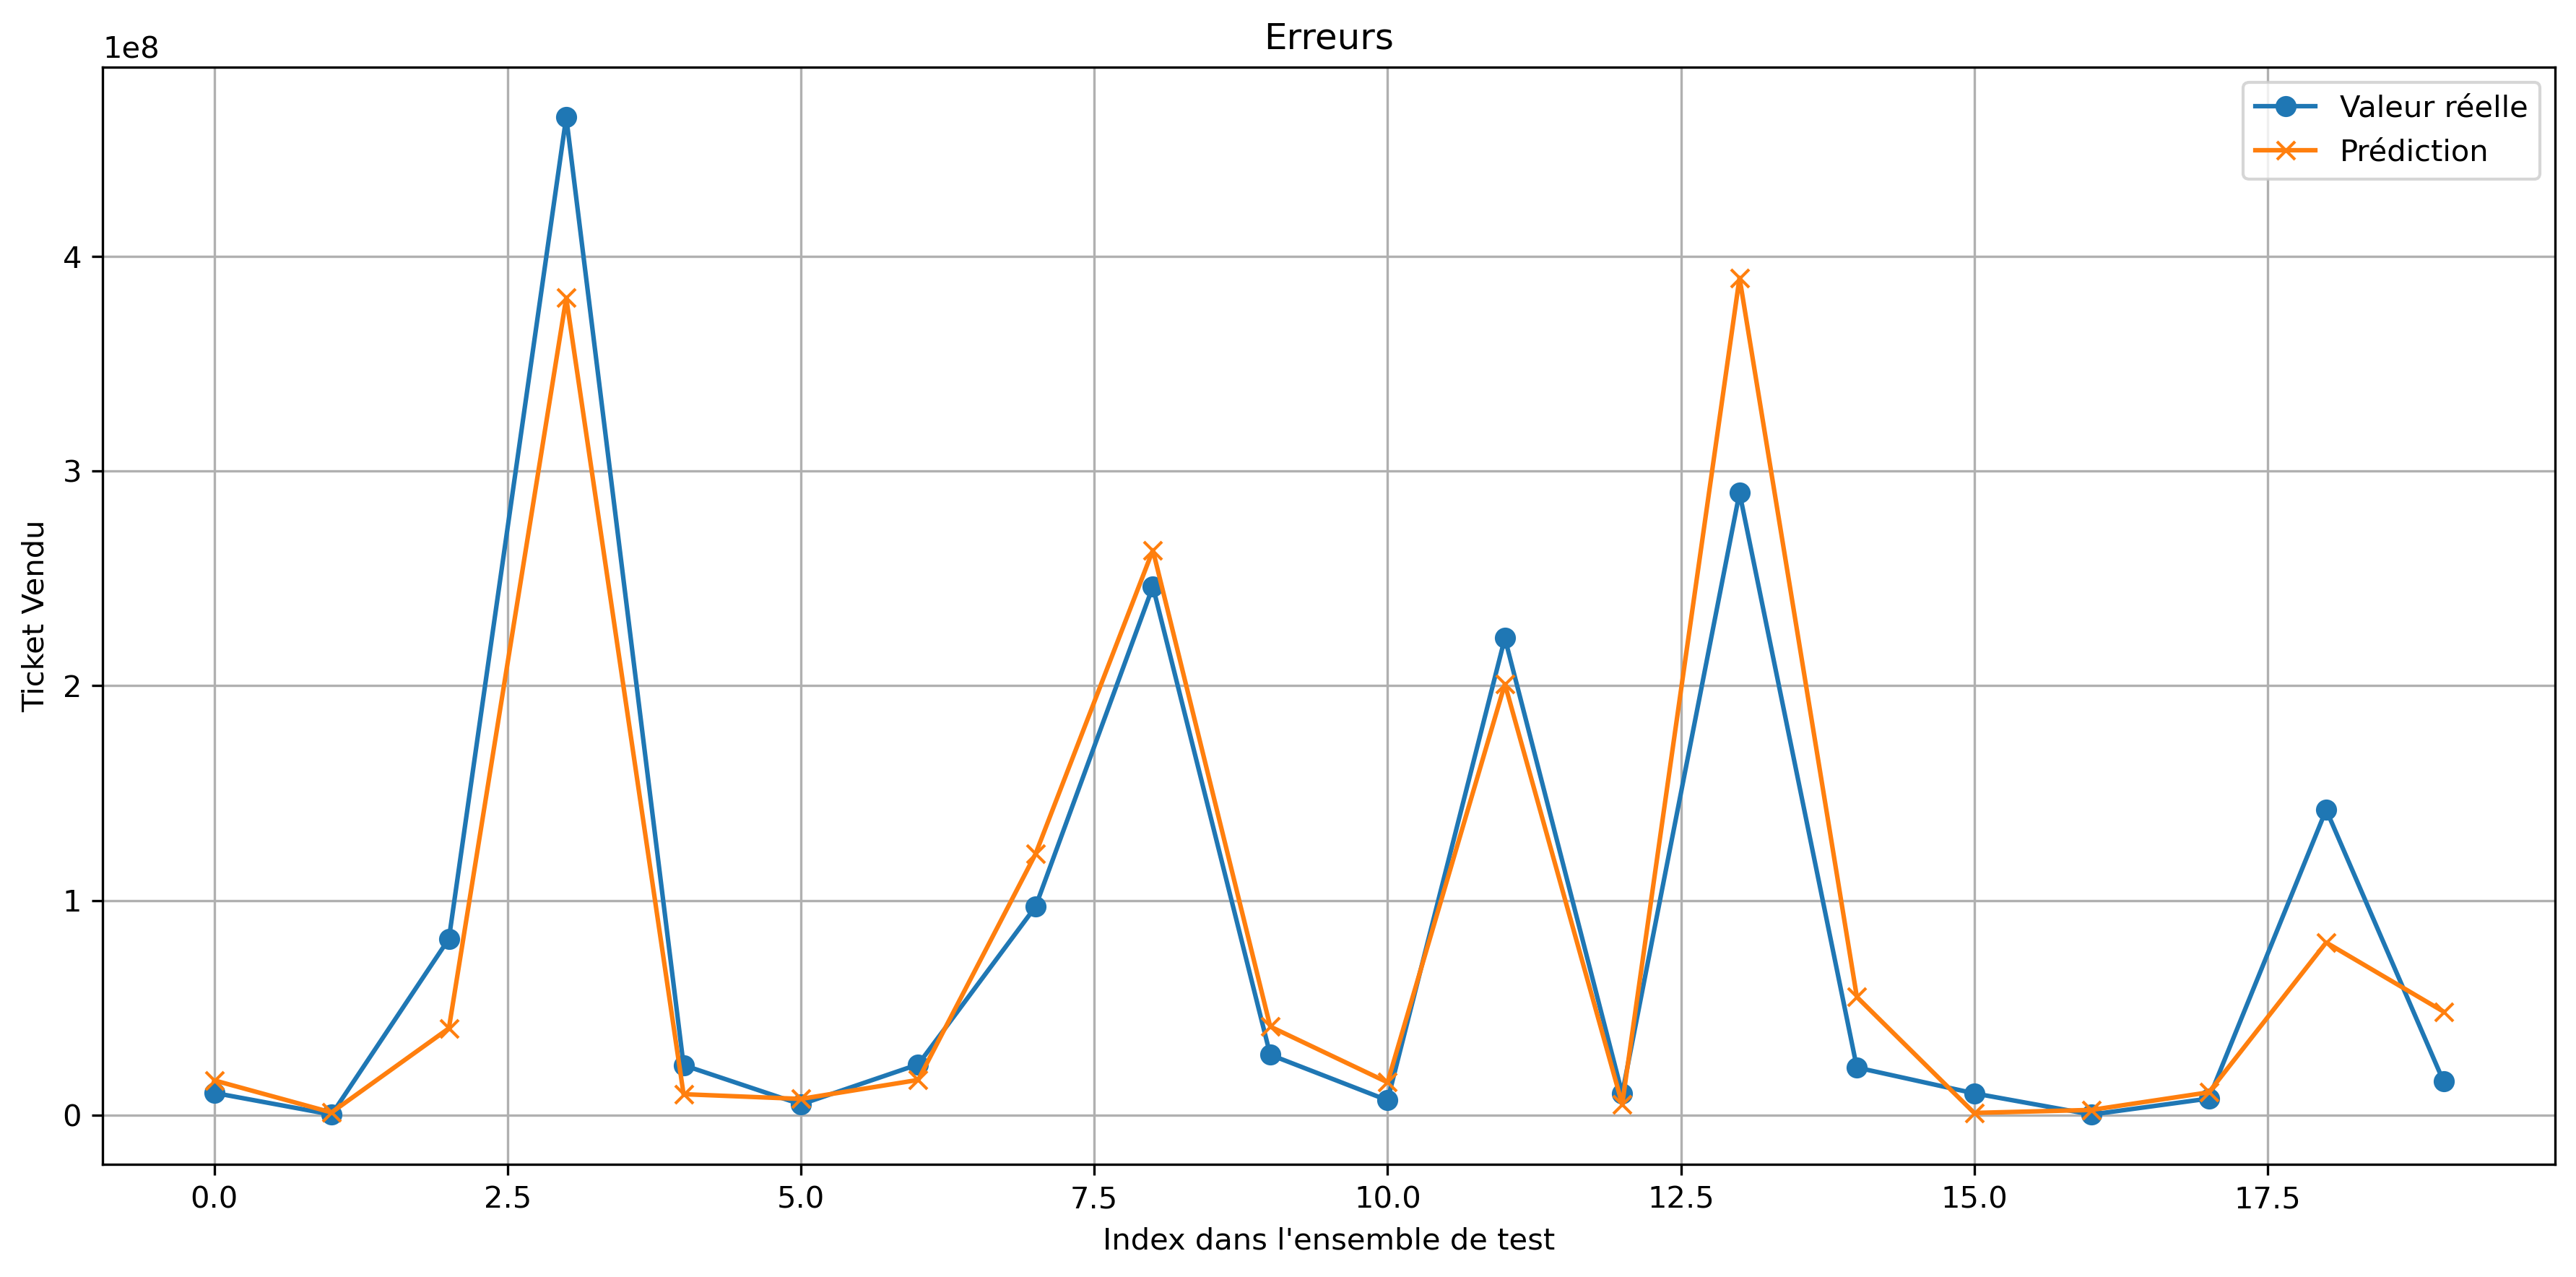 Erreurs
1e8
Valeur réelle
Prédiction
4
3
2
1
0
Ticket Vendu
0.0 2.5 5.0 7.5 10.0 12.5 15.0 17.5
Index dans l'ensemble de test